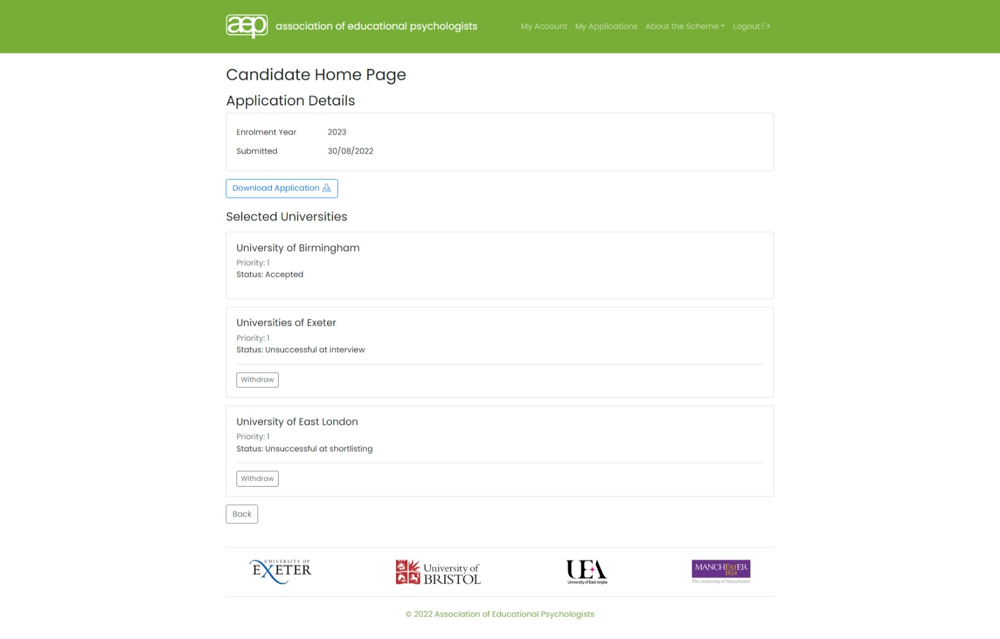 aep association of educational psychologists My Account My Applications About the Scheme Logout
Candidate Home Page
Application Details
Enrolment Year 2023
Submitted 30/08/2022
Download Application
Selected Universities
University of Birmingham
Priority: 1
Status: Accepted
Universities of Exeter
Priority: 1
Status: Unsuccessful at interview
Withdraw
University of East London
Priority: 1
Status: Unsuccessful at shortlisting
Withdraw
Back
UNIVERSITY OF
EXETER
University of
BRISTOL
UEA
University of East Anglia
MANCHESTER
1824
The University of Manchester
© 2022 Association of Educational Psychologists